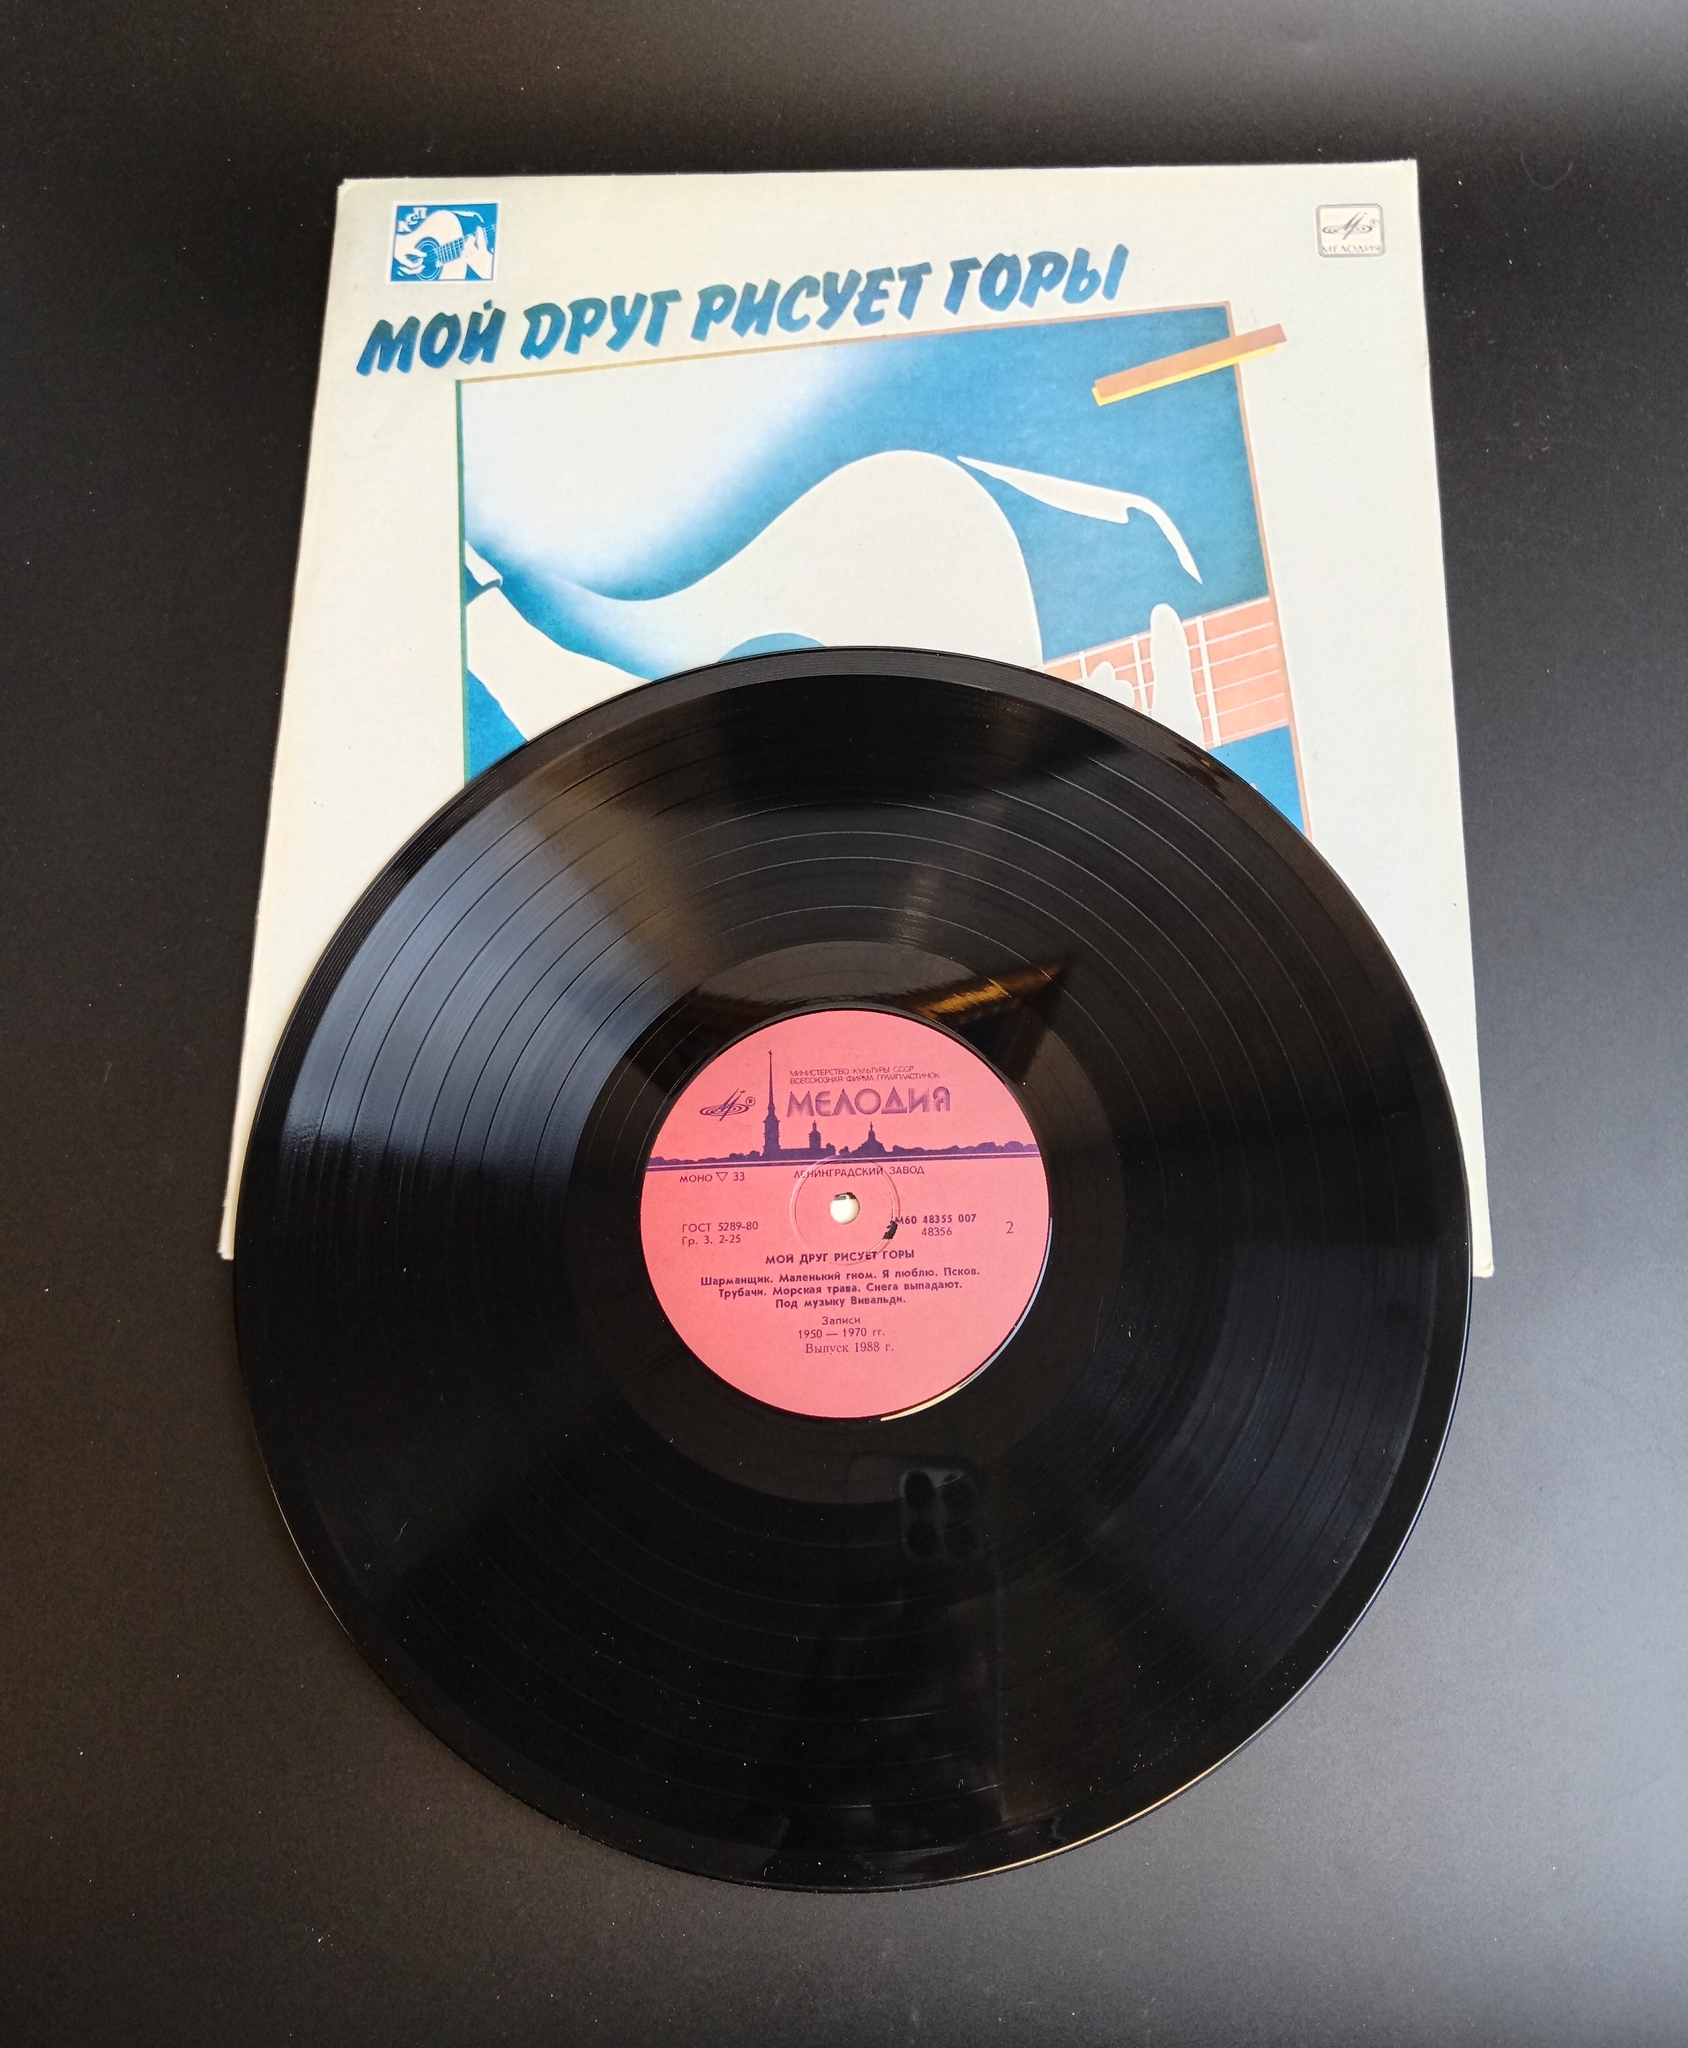 КСП
МЕЛОДИЯ
МОЙ ДРУГ РИСУЕТ ГОРЫ
МИНИСТЕРСТВО КУЛЬТУРЫ СССР
ВСЕСОЮЗНАЯ ФИРМА ГРАМПЛАСТИНОК
МЕЛОДИЯ
ЛЕНИНГРАДСКИЙ ЗАВОД
МОНО ▽ 33
ГОСТ 5289-80
Гр. 3. 2-25
М60 48355 007
48356
2
МОЙ ДРУГ РИСУЕТ ГОРЫ
Шарманщик. Маленький гном. Я люблю. Псков.
Трубачи. Морская трава. Снега выпадают.
Под музыку Вивальди.
Записи
1950 — 1970 гг.
Выпуск 1988 г.